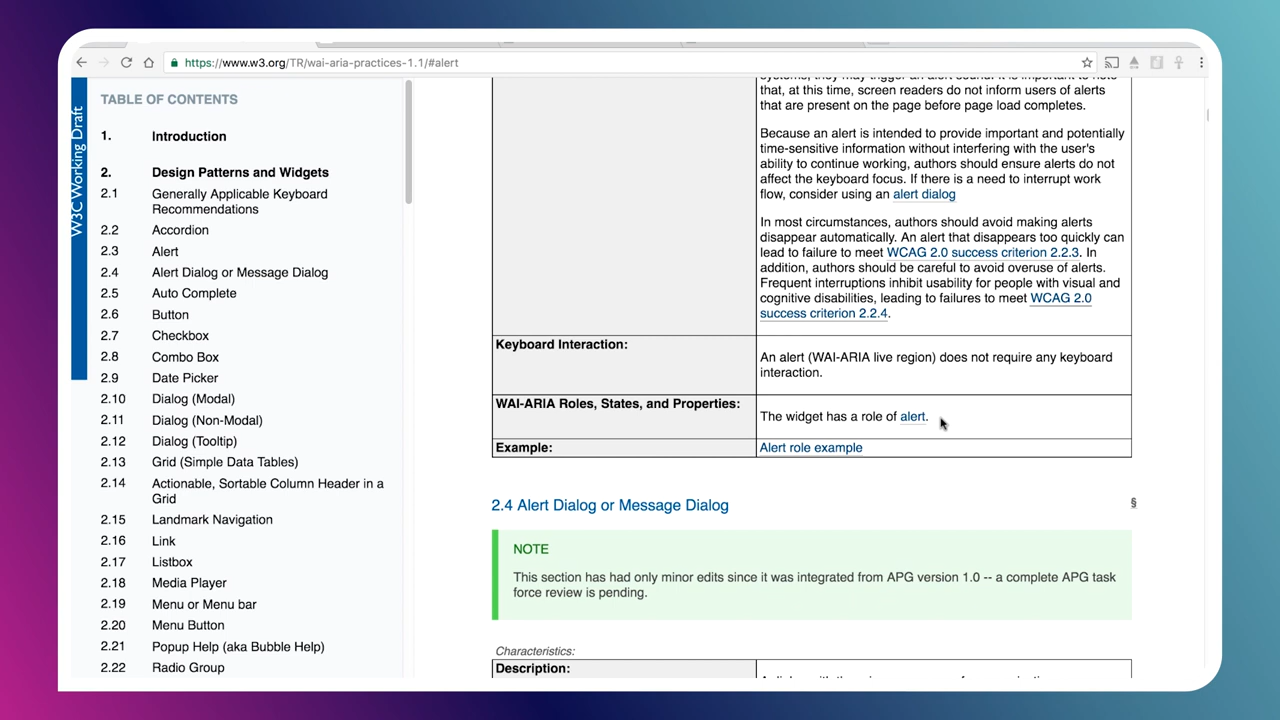 https://www.w3.org/TR/wai-aria-practices-1.1/#alert
W3C Working Draft
TABLE OF CONTENTS
1. Introduction
2. Design Patterns and Widgets
2.1 Generally Applicable Keyboard
Recommendations
2.2 Accordion
2.3 Alert
2.4 Alert Dialog or Message Dialog
2.5 Auto Complete
2.6 Button
2.7 Checkbox
2.8 Combo Box
2.9 Date Picker
2.10 Dialog (Modal)
2.11 Dialog (Non-Modal)
2.12 Dialog (Tooltip)
2.13 Grid (Simple Data Tables)
2.14 Actionable, Sortable Column Header in a
Grid
2.15 Landmark Navigation
2.16 Link
2.17 Listbox
2.18 Media Player
2.19 Menu or Menu bar
2.20 Menu Button
2.21 Popup Help (aka Bubble Help)
2.22 Radio Group
systems, they may trigger an alert sound. It is important to note
that, at this time, screen readers do not inform users of alerts
that are present on the page before page load completes.
Because an alert is intended to provide important and potentially
time-sensitive information without interfering with the user's
ability to continue working, authors should ensure alerts do not
affect the keyboard focus. If there is a need to interrupt work
flow, consider using an alert dialog
In most circumstances, authors should avoid making alerts
disappear automatically. An alert that disappears too quickly can
lead to failure to meet WCAG 2.0 success criterion 2.2.3. In
addition, authors should be careful to avoid overuse of alerts.
Frequent interruptions inhibit usability for people with visual and
cognitive disabilities, leading to failures to meet WCAG 2.0
success criterion 2.2.4.
Keyboard Interaction:
An alert (WAI-ARIA live region) does not require any keyboard
interaction.
WAI-ARIA Roles, States, and Properties:
The widget has a role of alert.
Example:
Alert role example
2.4 Alert Dialog or Message Dialog §
NOTE
This section has had only minor edits since it was integrated from APG version 1.0 -- a complete APG task
force review is pending.
Characteristics:
Description: